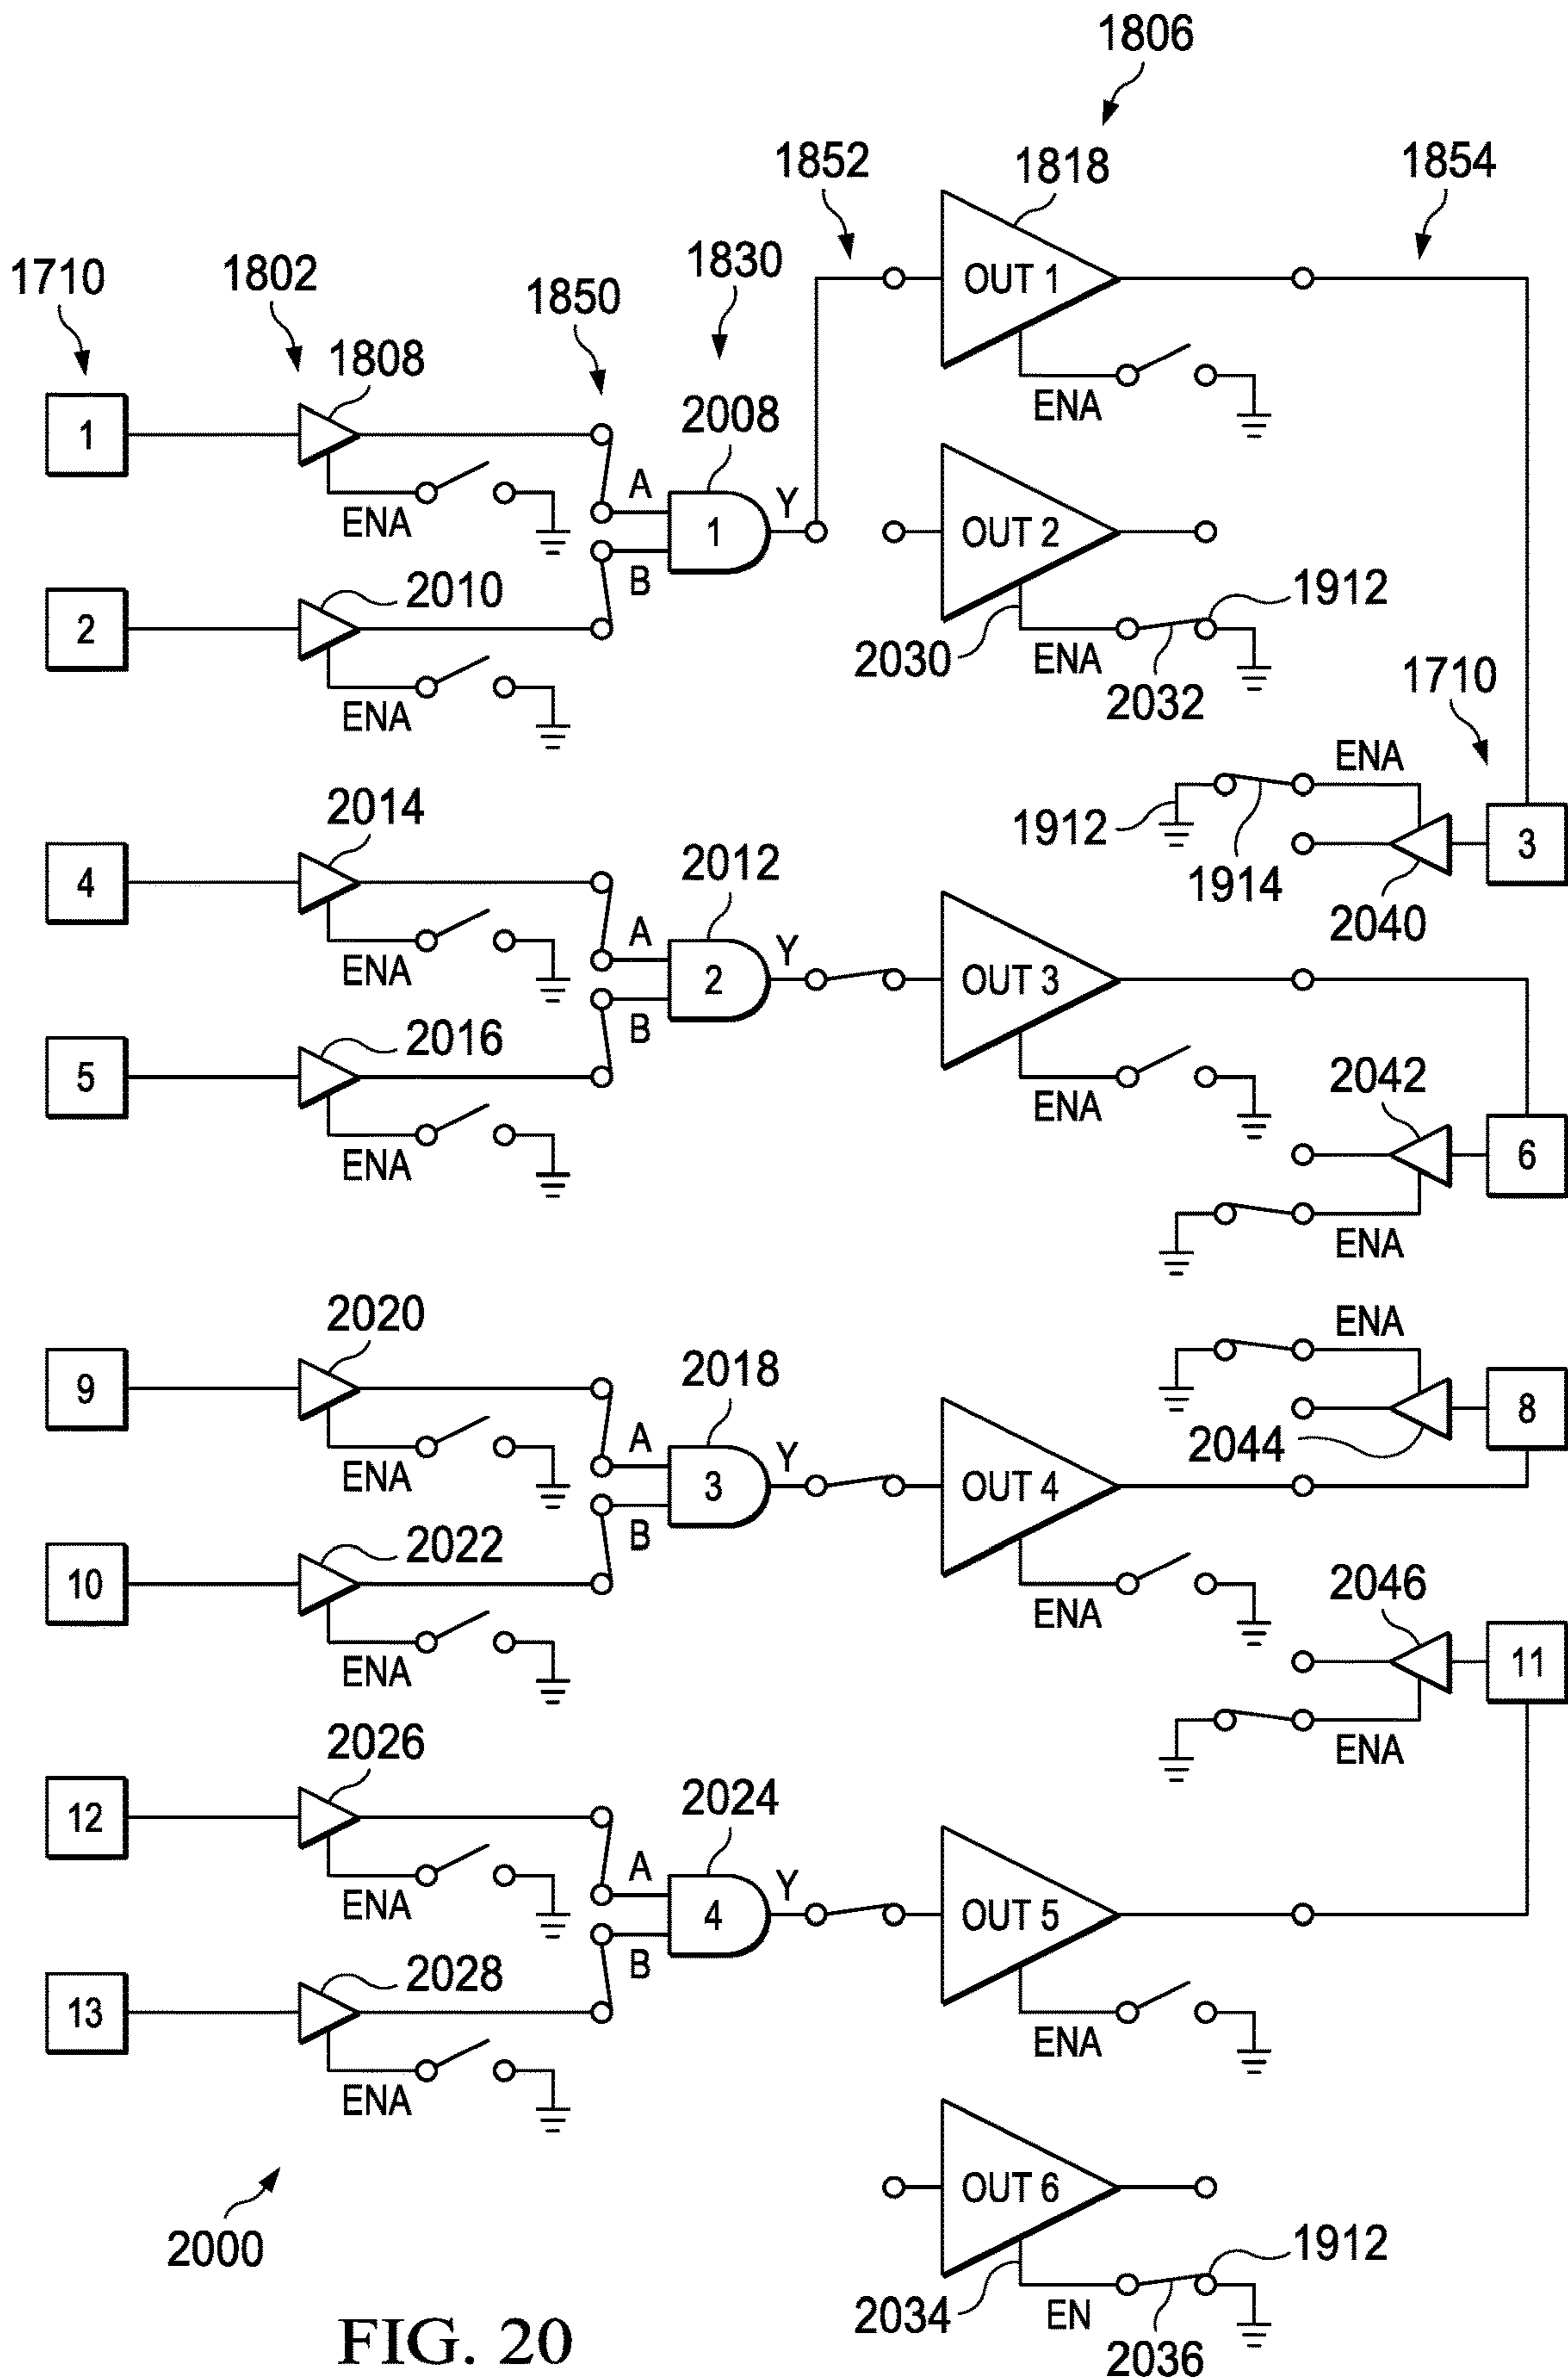 1806
1852
1818
1854
1710
1802
1850
1830
OUT 1
1808
1
2008
ENA
ENA
A
Y
1
OUT 2
B
2
2010
1912
2030
ENA
2032
ENA
1710
ENA
2014
1912
1914
3
4
2012
2040
A
Y
ENA
2
OUT 3
B
5
2016
ENA
2042
ENA
6
ENA
2020
ENA
9
2018
8
2044
A
Y
ENA
3
OUT 4
B
10
2022
ENA
2046
ENA
11
2026
ENA
12
2024
A
Y
ENA
4
OUT 5
B
13
2028
ENA
ENA
OUT 6
2000
1912
2034
EN
2036
FIG. 20